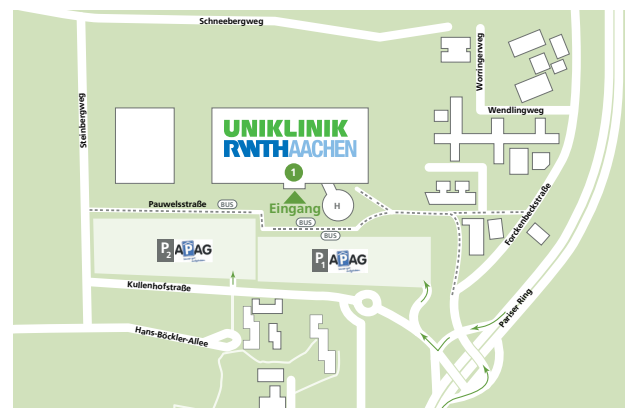 Schneebergweg
Worringerweg
Wendlingweg
Steinbergweg
UNIKLINIK
RWTHAACHEN
1
Pauwelsstraße
BUS
Eingang
H
BUS
BUS
Forckenbeckstraße
P2
APAG
P1
APAG
Kullenhofstraße
Pariser Ring
Hans-Böckler-Allee